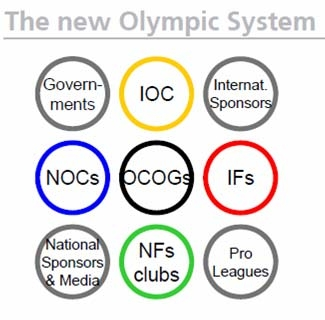 The new Olympic System
Govern-
ments
IOC
Internat.
Sponsors
NOCs
OCOGs
IFs
National
Sponsors
& Media
NFs
clubs
Pro
Leagues